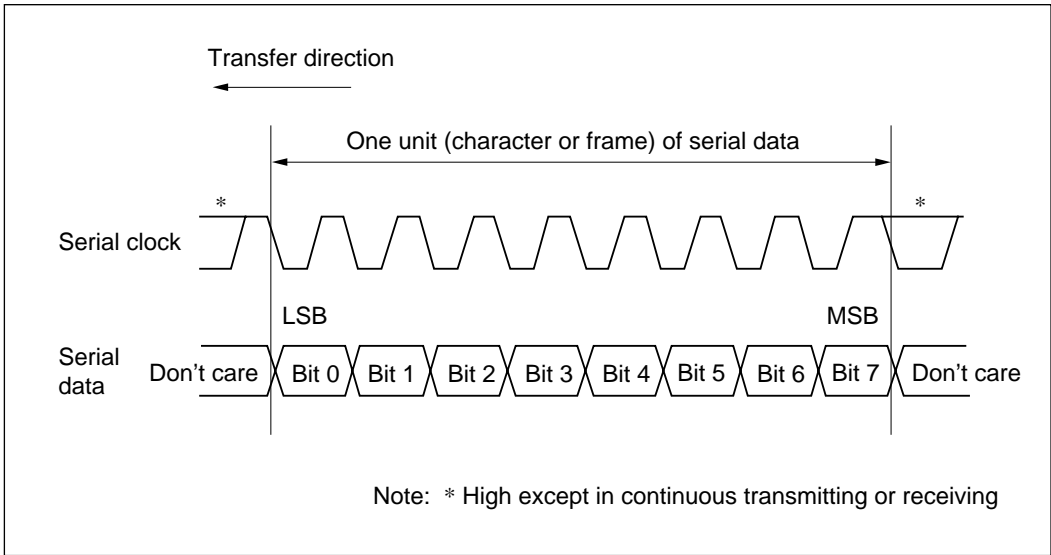 Transfer direction
One unit (character or frame) of serial data
* *
Serial clock
LSB MSB
Serial data
Don't care Bit 0 Bit 1 Bit 2 Bit 3 Bit 4 Bit 5 Bit 6 Bit 7 Don't care
Note: * High except in continuous transmitting or receiving